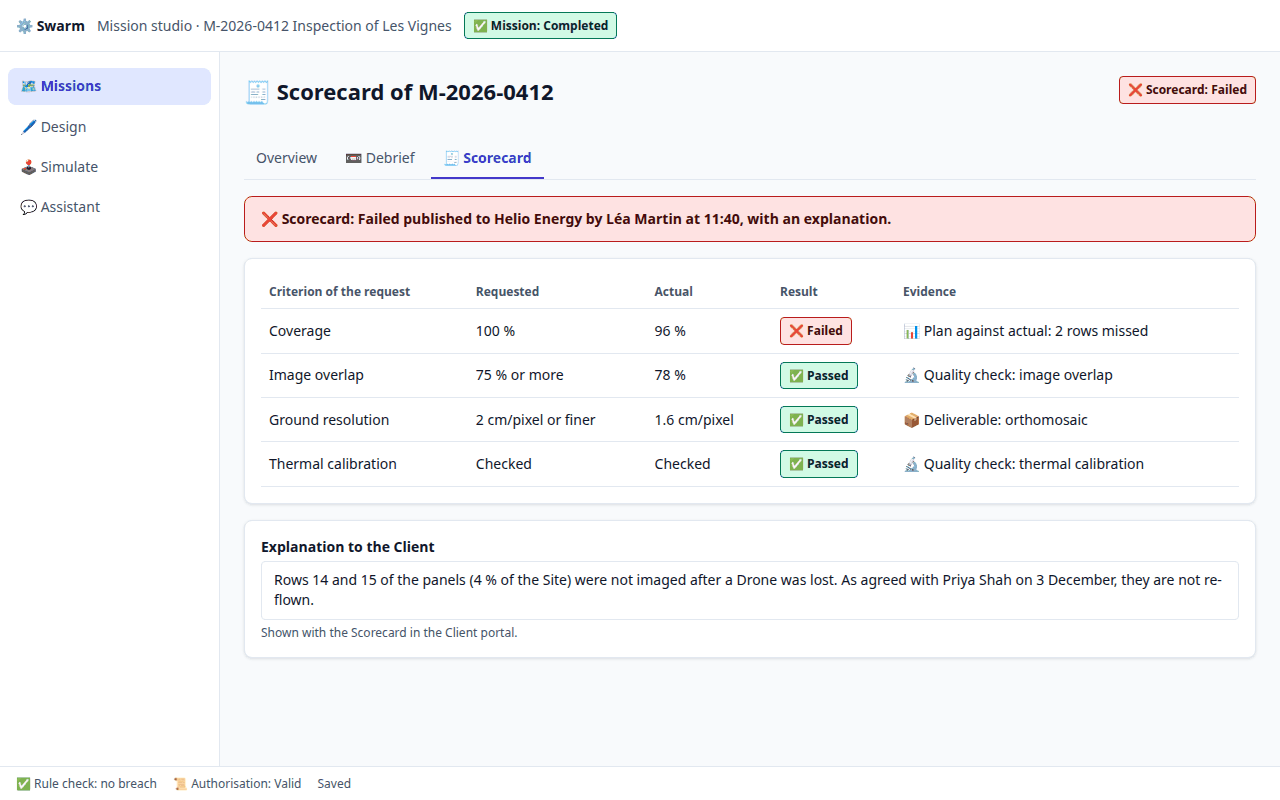 Swarm Mission studio · M-2026-0412 Inspection of Les Vignes ✅ Mission: Completed
Missions
Design
Simulate
Assistant
Scorecard of M-2026-0412
❌ Scorecard: Failed
Overview Debrief Scorecard
❌ Scorecard: Failed published to Helio Energy by Léa Martin at 11:40, with an explanation.
Criterion of the request Requested Actual Result Evidence
Coverage 100 % 96 % ❌ Failed Plan against actual: 2 rows missed
Image overlap 75 % or more 78 % ✅ Passed Quality check: image overlap
Ground resolution 2 cm/pixel or finer 1.6 cm/pixel ✅ Passed Deliverable: orthomosaic
Thermal calibration Checked Checked ✅ Passed Quality check: thermal calibration
Explanation to the Client
Rows 14 and 15 of the panels (4 % of the Site) were not imaged after a Drone was lost. As agreed with Priya Shah on 3 December, they are not re-
flown.
Shown with the Scorecard in the Client portal.
✅ Rule check: no breach Authorisation: Valid Saved